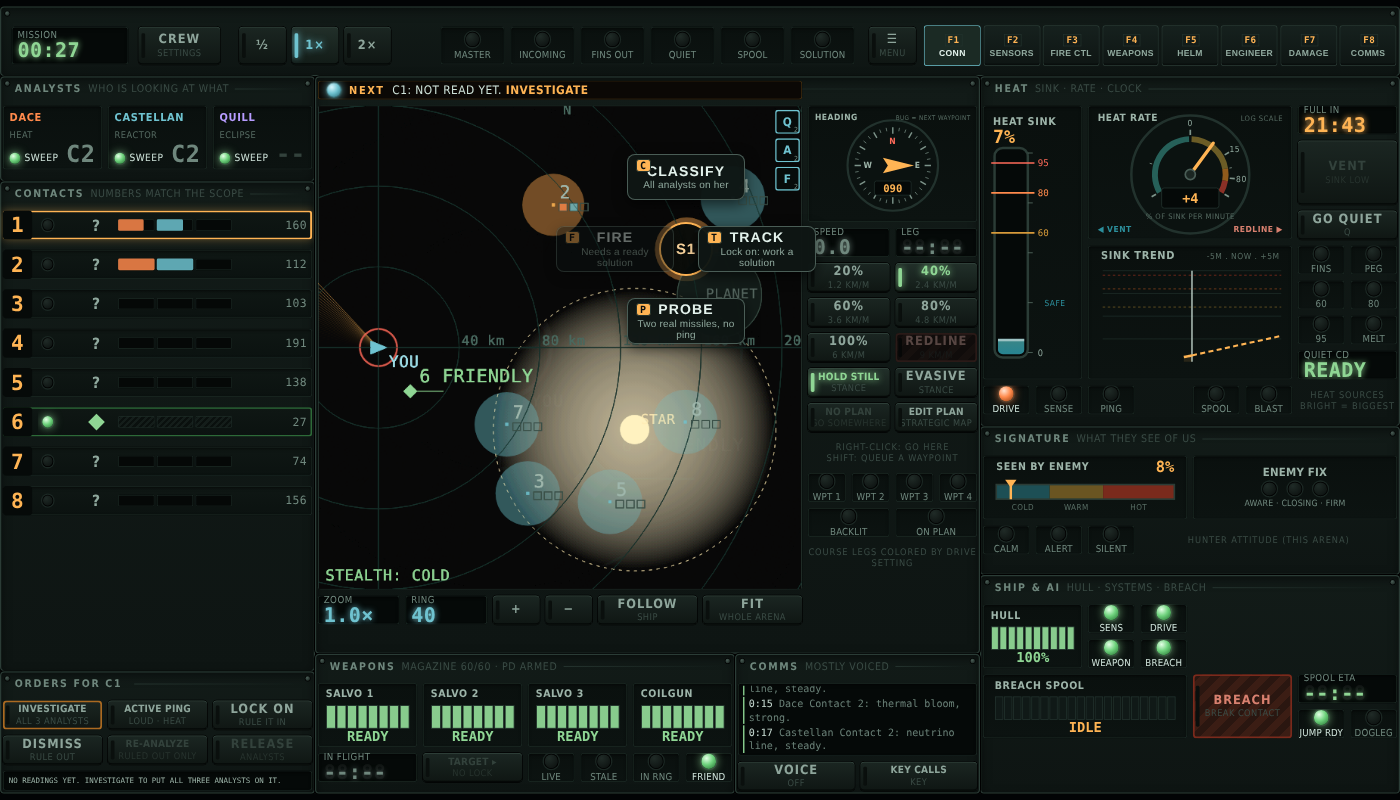 MISSION
00:27
CREW
SETTINGS
½
1×
2×
MASTER
INCOMING
FINS OUT
QUIET
SPOOL
SOLUTION
☰
MENU
F1
CONN
F2
SENSORS
F3
FIRE CTL
F4
WEAPONS
F5
HELM
F6
ENGINEER
F7
DAMAGE
F8
COMMS
ANALYSTS WHO IS LOOKING AT WHAT
DACE
HEAT
SWEEP C2
CASTELLAN
REACTOR
SWEEP C2
QUILL
ECLIPSE
SWEEP --
CONTACTS NUMBERS MATCH THE SCOPE
1 ? 160
2 ? 112
3 ? 103
4 ? 191
5 ? 138
6 27
7 ? 74
8 ? 156
ORDERS FOR C1
INVESTIGATE
ALL 3 ANALYSTS
ACTIVE PING
LOUD · HEAT
LOCK ON
RULE IT IN
DISMISS
RULE OUT
RE-ANALYZE
RULED OUT ONLY
RELEASE
ANALYSTS
NO READINGS YET. INVESTIGATE TO PUT ALL THREE ANALYSTS ON IT.
NEXT C1: NOT READ YET. INVESTIGATE
N
Q
A
F
2
C CLASSIFY
All analysts on her
F FIRE
Needs a ready
solution
S1
T TRACK
Lock on: work a
solution
PLANET
P PROBE
Two real missiles, no
ping
40 km
80 km
YOU
6 FRIENDLY
STAR
7
8
3
5
STEALTH: COLD
ZOOM
1.0×
RING
40
+
−
FOLLOW
SHIP
FIT
WHOLE ARENA
WEAPONS MAGAZINE 60/60 · PD ARMED
SALVO 1
READY
SALVO 2
READY
SALVO 3
READY
COILGUN
READY
IN FLIGHT
--:--
TARGET ▸
NO LOCK
LIVE
STALE
IN RNG
FRIEND
COMMS MOSTLY VOICED
line, steady.
0:15 Dace Contact 2: thermal bloom,
strong.
0:17 Castellan Contact 2: neutrino
line, steady.
VOICE
OFF
KEY CALLS
KEY
HEADING
BUG = NEXT WAYPOINT
N
W
E
S
090
SPEED
0.0
LEG
--:--
20%
1.2 KM/M
40%
2.4 KM/M
60%
3.6 KM/M
80%
4.8 KM/M
100%
6 KM/M
REDLINE
HOLD STILL
STANCE
EVASIVE
STANCE
NO PLAN
GO SOMEWHERE
EDIT PLAN
STRATEGIC MAP
RIGHT-CLICK: GO HERE
SHIFT: QUEUE A WAYPOINT
WPT 1
WPT 2
WPT 3
WPT 4
BACKLIT
ON PLAN
COURSE LEGS COLORED BY DRIVE
SETTING
HEAT SINK · RATE · CLOCK
HEAT SINK
7%
95
80
60
SAFE
0
HEAT RATE
LOG SCALE
0
15
80
+4
% OF SINK PER MINUTE
◀ VENT
REDLINE ▶
SINK TREND
-5M . NOW . +5M
FULL IN
21:43
VENT
SINK LOW
GO QUIET
Q
FINS
PEG
60
80
95
MELT
QUIET CD
READY
DRIVE
SENSE
PING
SPOOL
BLAST
HEAT SOURCES
BRIGHT = BIGGEST
SIGNATURE WHAT THEY SEE OF US
SEEN BY ENEMY
8%
COLD
WARM
HOT
ENEMY FIX
AWARE · CLOSING · FIRM
CALM
ALERT
SILENT
HUNTER ATTITUDE (THIS ARENA)
SHIP & AI HULL · SYSTEMS · BREACH
HULL
100%
SENS
DRIVE
WEAPON
BREACH
BREACH SPOOL
IDLE
BREACH
BREAK CONTACT
SPOOL ETA
--:--
JUMP RDY
DOGLEG